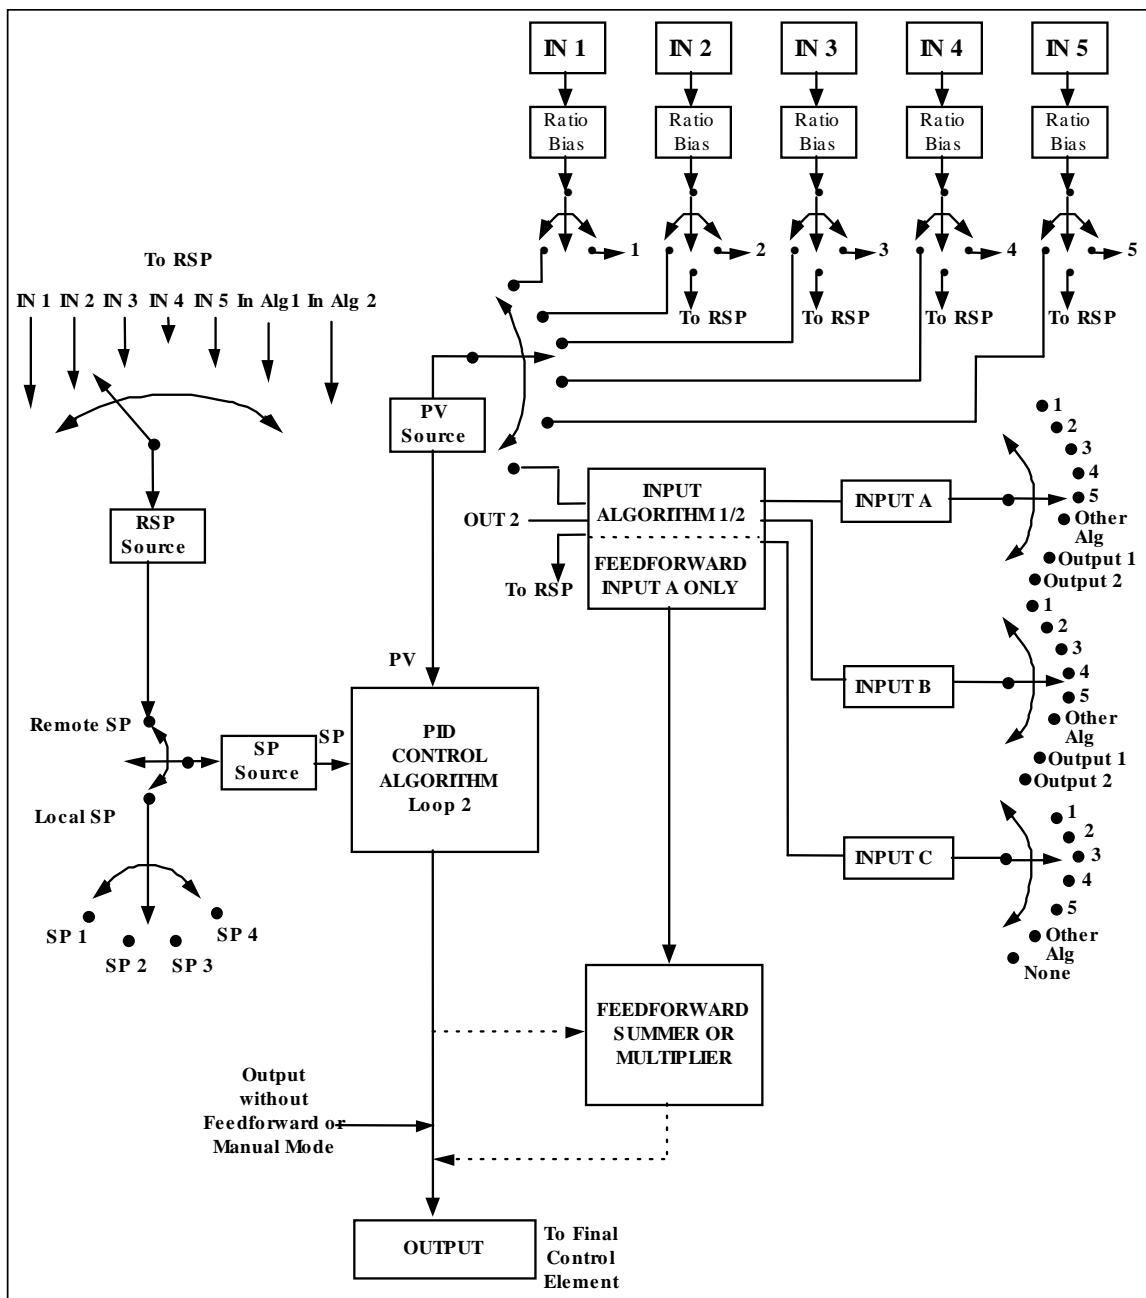 IN 1
IN 2
IN 3
IN 4
IN 5
Ratio
Bias
Ratio
Bias
Ratio
Bias
Ratio
Bias
Ratio
Bias
1
2
3
4
5
To RSP
To RSP
To RSP
To RSP
To RSP
IN 1 IN 2 IN 3 IN 4 IN 5 In Alg1 In Alg 2
PV
Source
RSP
Source
OUT 2
To RSP
INPUT
ALGORITHM 1/2
FEEDFORWARD
INPUT A ONLY
INPUT A
1
2
3
4
5
Other
Alg
Output 1
Output 2
INPUT B
1
2
3
4
5
Other
Alg
Output 1
Output 2
INPUT C
1
2
3
4
5
Other
Alg
None
PV
Remote SP
SP
Source
SP
Local SP
PID
CONTROL
ALGORITHM
Loop 2
SP 1
SP 2
SP 3
SP 4
FEEDFORWARD
SUMMER OR
MULTIPLIER
Output
without
Feedforward or
Manual Mode
OUTPUT
To Final
Control
Element